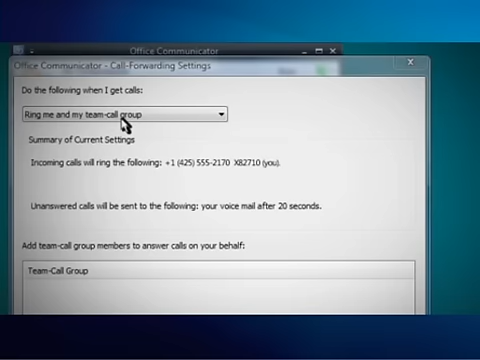 Office Communicator
Office Communicator - Call-Forwarding Settings
Do the following when I get calls:
Ring me and my team-call group
Summary of Current Settings
Incoming calls will ring the following: +1 (425) 555-2170 X82710 (you).
Unanswered calls will be sent to the following: your voice mail after 20 seconds.
Add team-call group members to answer calls on your behalf:
Team-Call Group